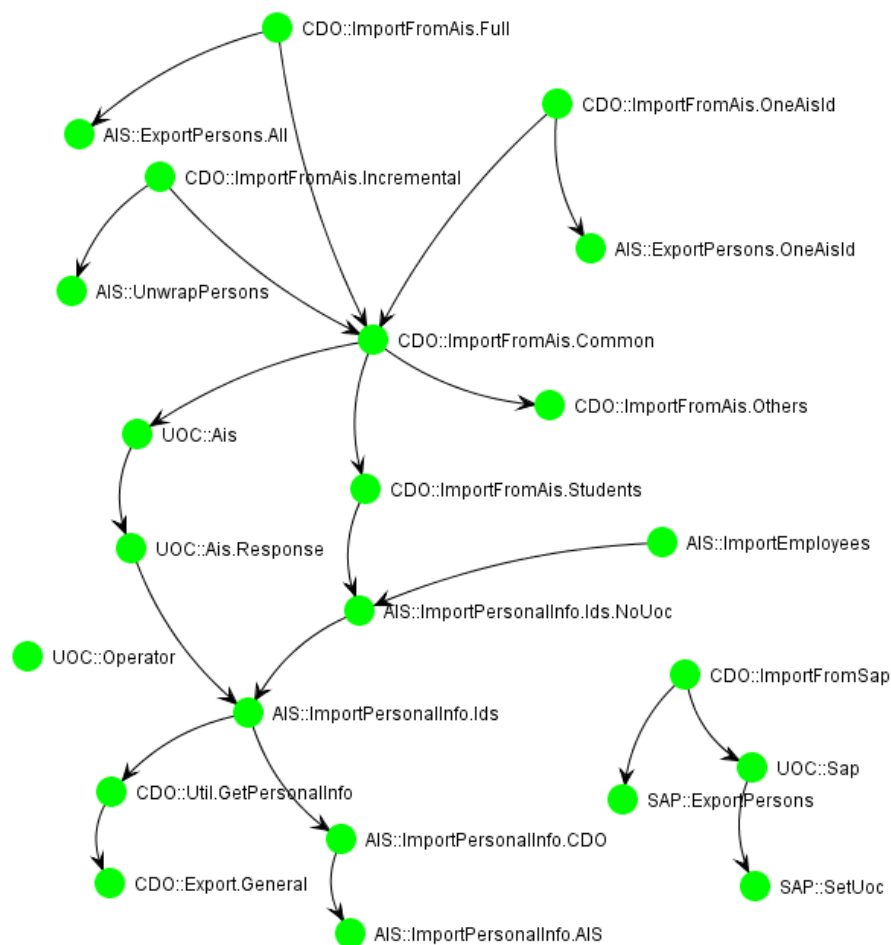 CDO::ImportFromAis.Full
CDO::ImportFromAis.OneAisId
AIS::ExportPersons.All
CDO::ImportFromAis.Incremental
AIS::ExportPersons.OneAisId
AIS::UnwrapPersons
CDO::ImportFromAis.Common
CDO::ImportFromAis.Others
UOC::Ais
CDO::ImportFromAis.Students
AIS::ImportEmployees
UOC::Ais.Response
AIS::ImportPersonalInfo.Ids.NoUoc
UOC::Operator
CDO::ImportFromSap
AIS::ImportPersonalInfo.Ids
UOC::Sap
CDO::Util.GetPersonalInfo
SAP::ExportPersons
AIS::ImportPersonalInfo.CDO
CDO::Export.General
SAP::SetUoc
AIS::ImportPersonalInfo.AIS